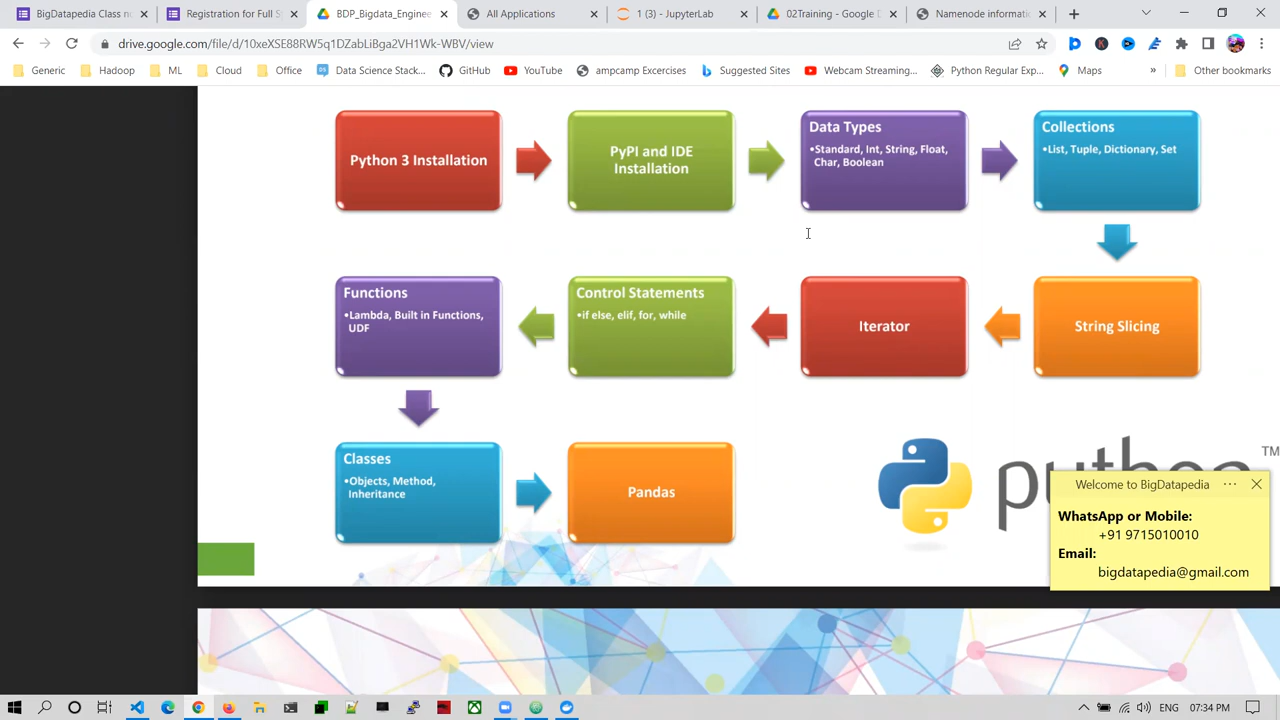 BigDatapedia Class nu
Registration for Full Sp
BDP_Bigdata_Enginee
All Applications
1 (3) - JupyterLab
02Training - Google D
Namenode informatio
drive.google.com/file/d/10xeXSE88RW5q1DZabLiBga2VH1Wk-WRV/view
Generic
Hadoop
ML
Cloud
Office
Data Science Stack...
GitHub
YouTube
ampcamp Excercises
Suggested Sites
Webcam Streaming...
Python Regular Exp...
Maps
»
Other bookmarks
Python 3 Installation
PyPI and IDE
Installation
Data Types
•Standard, Int, String, Float,
Char, Boolean
Collections
•List, Tuple, Dictionary, Set
Functions
•Lambda, Built in Functions,
UDF
Control Statements
•if else, elif, for, while
Iterator
String Slicing
Classes
•Objects, Method,
Inheritance
Pandas
TM
Welcome to BigDatapedia
WhatsApp or Mobile:
+91 9715010010
Email:
bigdatapedia@gmail.com
ENG
07:34 PM